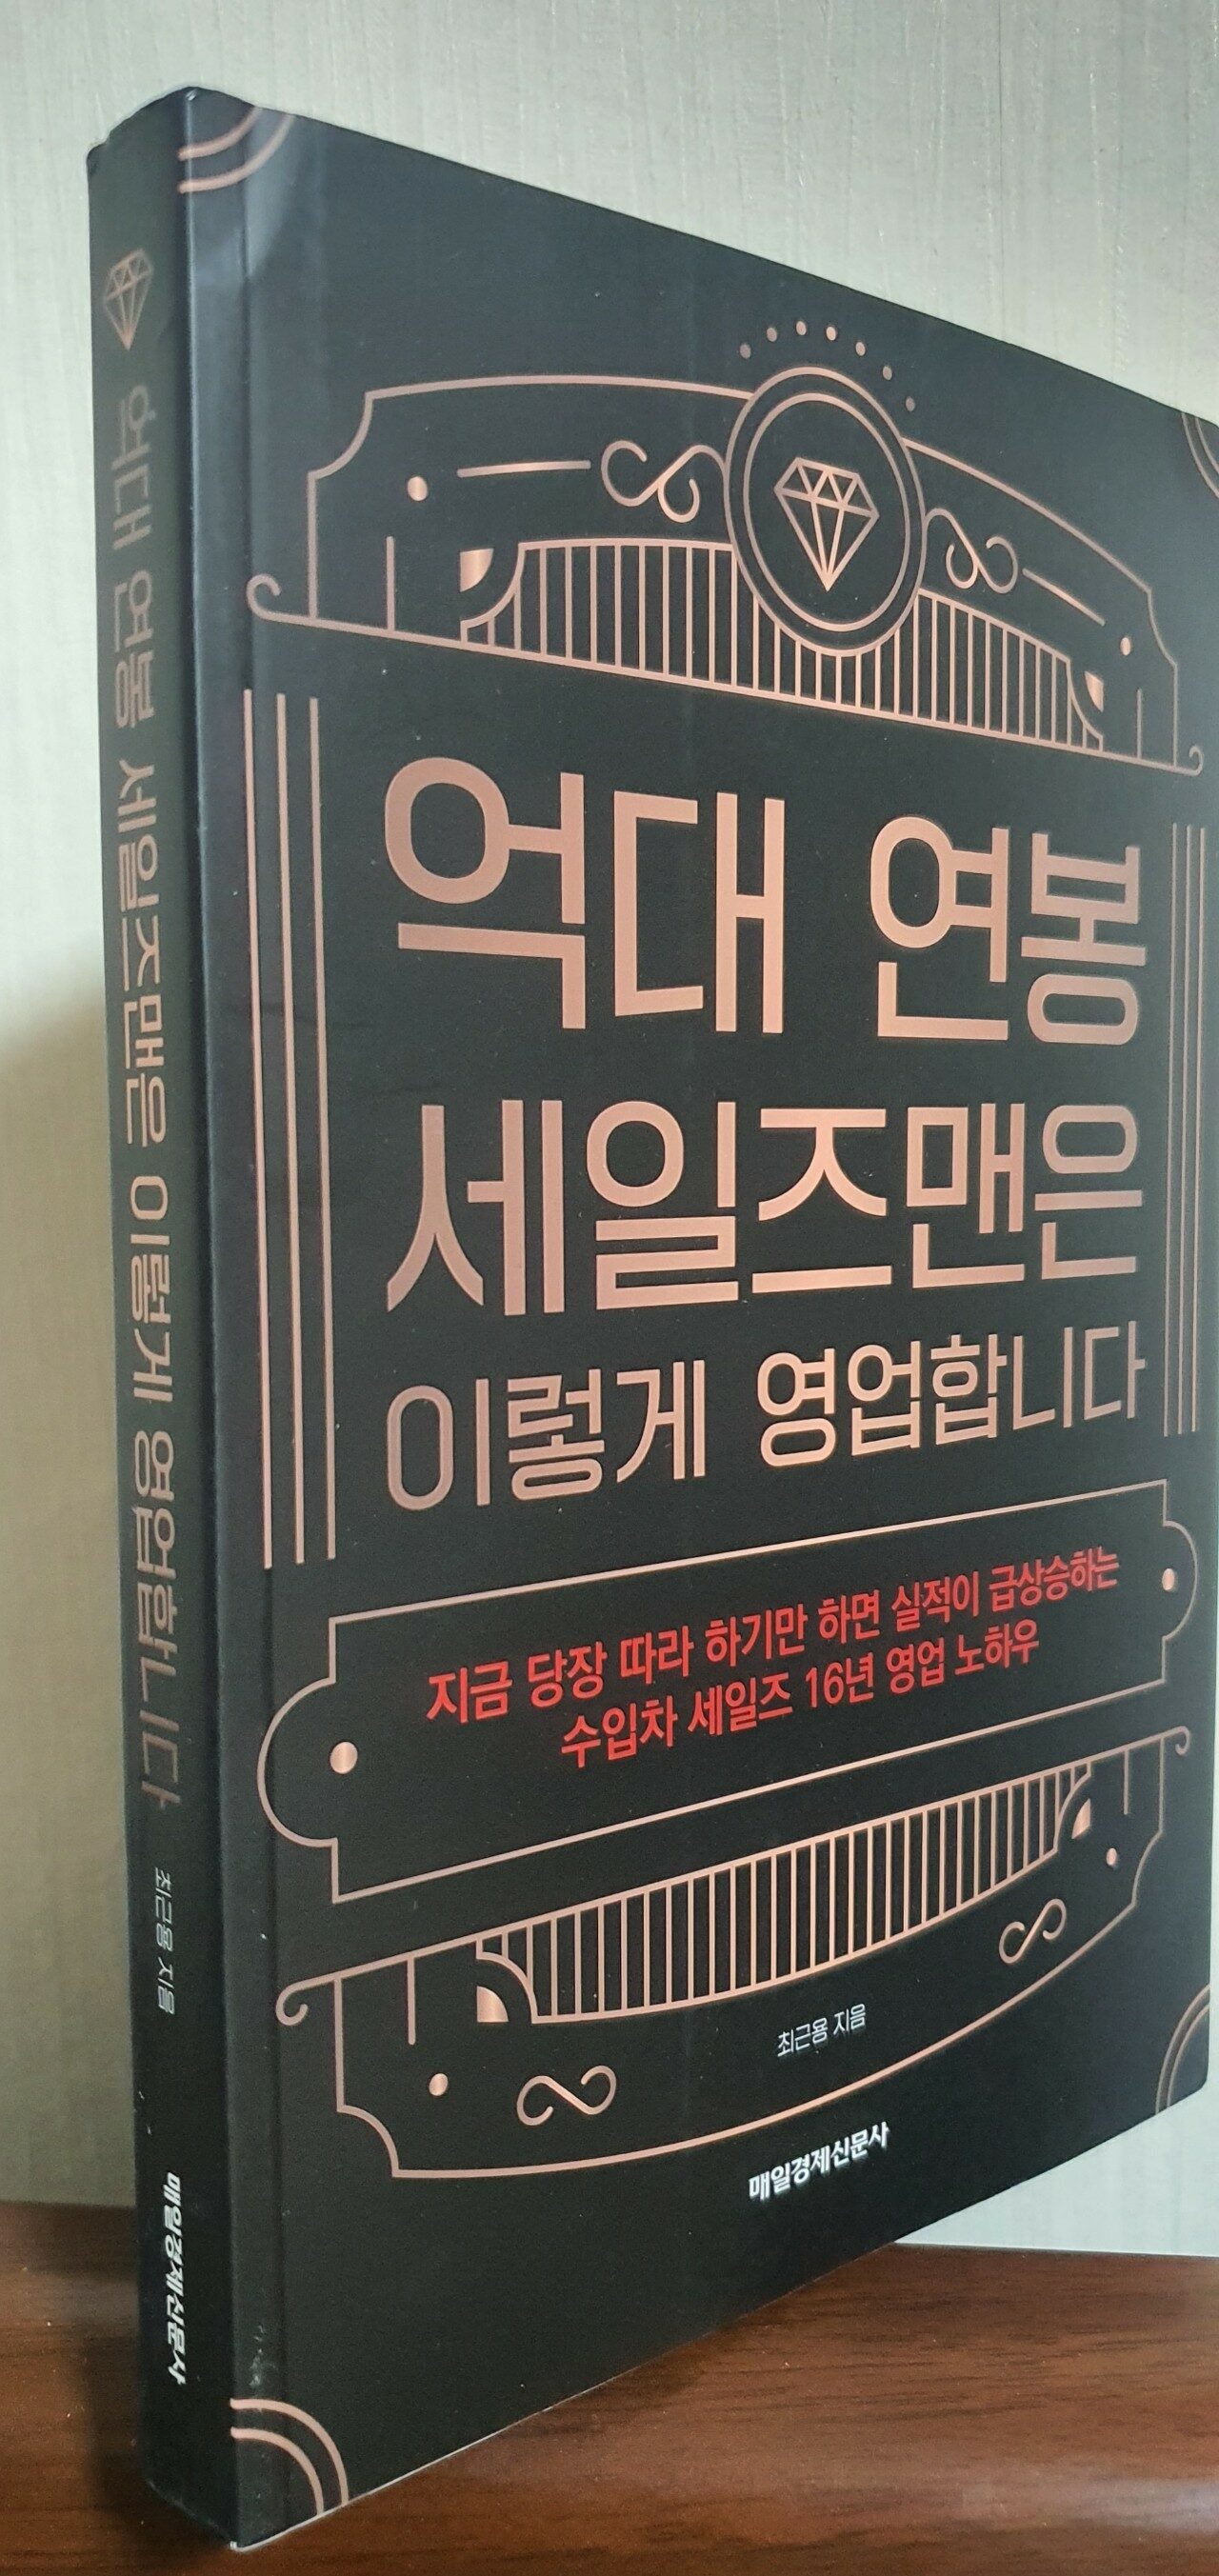 억대 연봉
세일즈맨은
이렇게 영업합니다
지금 당장 따라 하기만 하면 실적이 급상승하는
수입차 세일즈 16년 영업 노하우
최근용 지음
매일경제신문사
억대 연봉 세일즈맨은 이렇게 영업합니다 최근용 지음 매일경제신문사